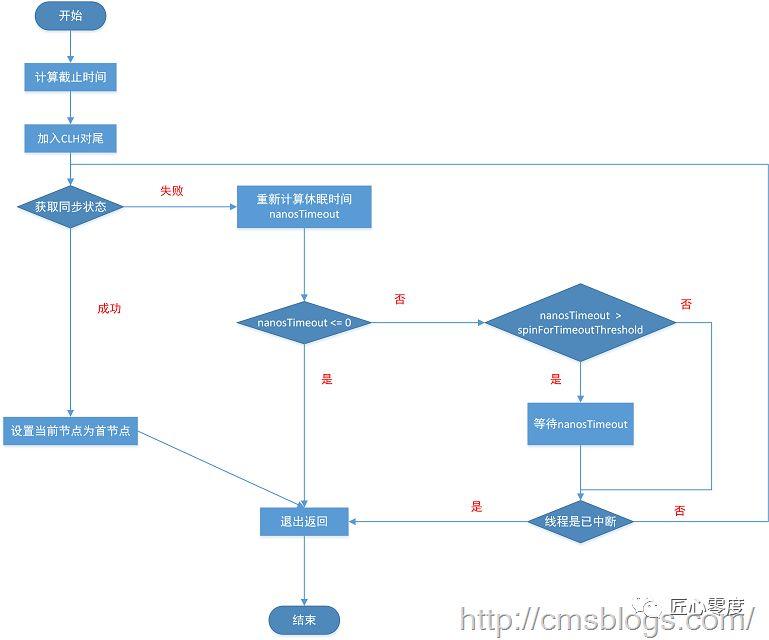 开始
计算截止时间
加入CLH对尾
获取同步状态
失败
重新计算休眠时间
nanosTimeout
成功
nanosTimeout <= 0
否
nanosTimeout >
spinForTimeoutThreshold
否
是
是
等待nanosTimeout
设置当前节点为首节点
退出返回
是
线程是已中断
否
结束
匠心零度
http://cmsblogs.com/